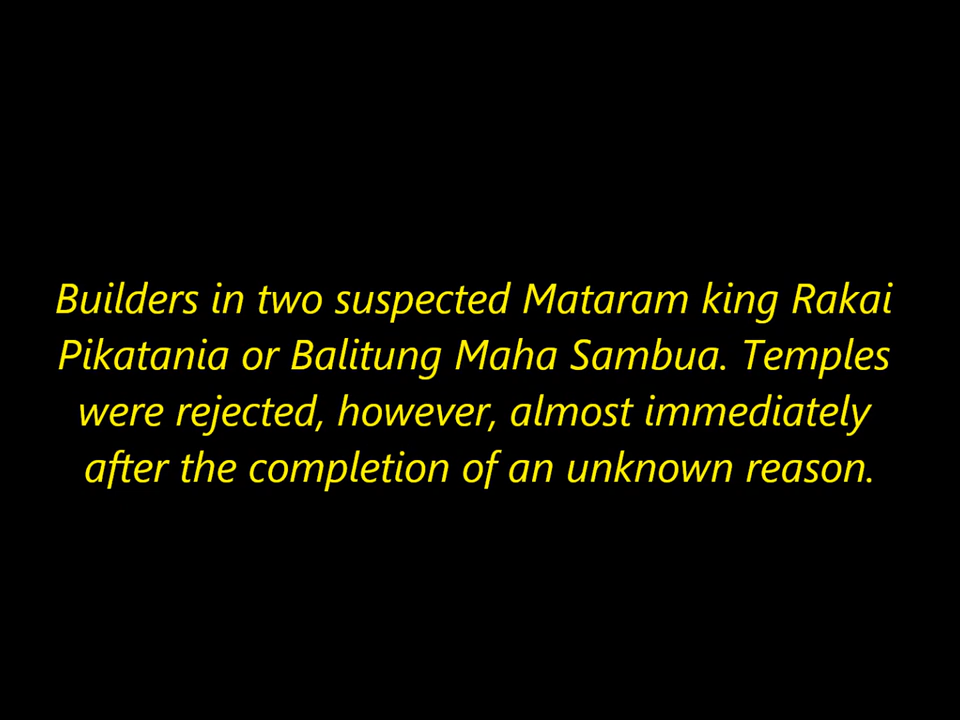 Builders in two suspected Mataram king Rakai
Pikatania or Balitung Maha Sambua. Temples
were rejected, however, almost immediately
after the completion of an unknown reason.